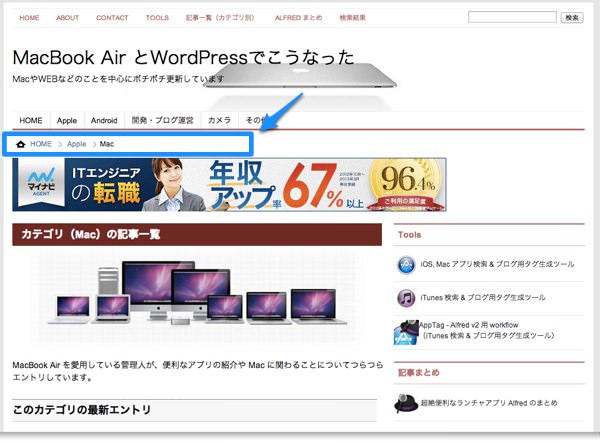 HOME ABOUT CONTACT TOOLS 記事一覧（カテゴリ別） ALFRED まとめ 検索結果
検索
MacBook Air とWordPressでこうなった
MacやWEBなどのことを中心にポチポチ更新しています
HOME Apple Android 開発・ブログ運営 カメラ その他
HOME Apple Mac
マイナビ
AGENT
ITエンジニア
の転職
年収
アップ率
67%
以上
96.4%
ご利用の満足度
カテゴリ（Mac）の記事一覧
Tools
iOS, Mac アプリ検索 & ブログ用タグ生成ツール
iTunes 検索 & ブログ用タグ生成ツール
AppTag - Alfred v2 用 workflow
（iTunes 検索 & ブログ用タグ生成ツール）
MacBook Air を愛用している管理人が、便利なアプリの紹介や Mac に関わることについてつらつら
エントリしています。
記事まとめ
超絶便利なランチャアプリ Alfred のまとめ
このカテゴリの最新エントリ